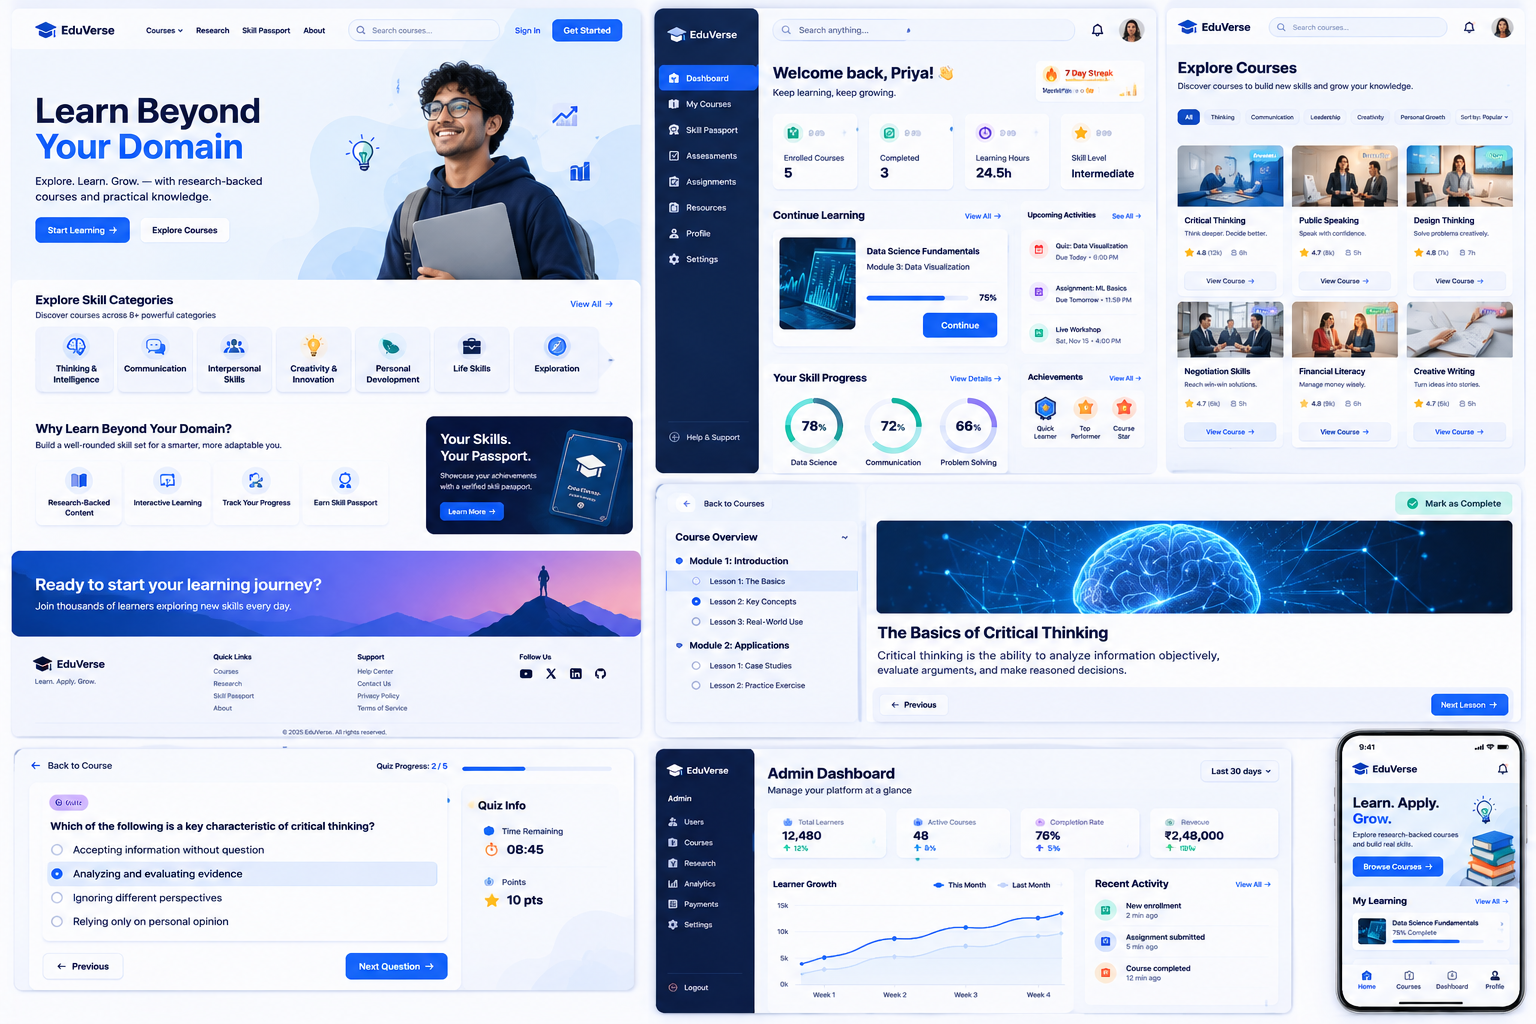 EduVerse
Courses
Research
Skill Passport
About
Search courses...
Sign In
Get Started
Learn Beyond
Your Domain
Explore. Learn. Grow. — with research-backed
courses and practical knowledge.
Start Learning →
Explore Courses
Explore Skill Categories
Discover courses across 8+ powerful categories
View All →
Thinking &
Intelligence
Communication
Interpersonal
Skills
Creativity &
Innovation
Personal
Development
Life Skills
Exploration
Why Learn Beyond Your Domain?
Build a well-rounded skill set for a smarter, more adaptable you.
Research-Backed
Content
Interactive Learning
Track Your Progress
Earn Skill Passport
Your Skills.
Your Passport.
Showcase your achievements
with a verified skill passport.
Learn More →
Ready to start your learning journey?
Join thousands of learners exploring new skills every day.
EduVerse
Learn. Apply. Grow.
Quick Links
Courses
Research
Skill Passport
About
Support
Help Center
Contact Us
Privacy Policy
Terms of Service
Follow Us
© 2025 EduVerse. All rights reserved.
EduVerse
Dashboard
My Courses
Skill Passport
Assessments
Assignments
Resources
Profile
Settings
Help & Support
Search anything...
Welcome back, Priya! 👋
Keep learning, keep growing.
7 Day Streak
Enrolled Courses
5
Completed
3
Learning Hours
24.5h
Skill Level
Intermediate
Continue Learning
View All →
Data Science Fundamentals
Module 3: Data Visualization
75%
Continue
Upcoming Activities
See All →
Quiz: Data Visualization
Due Today • 6:00 PM
Assignment: ML Basics
Due Tomorrow • 11:59 PM
Live Workshop
Sat, Nov 15 • 4:00 PM
Your Skill Progress
View Details →
78%
Data Science
72%
Communication
66%
Problem Solving
Achievements
View All →
Quick
Learner
Top
Performer
Course
Star
EduVerse
Search courses...
Explore Courses
Discover courses to build new skills and grow your knowledge.
All
Thinking
Communication
Leadership
Creativity
Personal Growth
Sort by: Popular
Critical Thinking
Think deeper. Decide better.
4.8 (12k)
6h
View Course →
Public Speaking
Speak with confidence.
4.7 (8k)
5h
View Course →
Design Thinking
Solve problems creatively.
4.8 (7k)
7h
View Course →
Negotiation Skills
Reach win-win solutions.
4.7 (6k)
5h
View Course →
Financial Literacy
Manage money wisely.
4.8 (9k)
6h
View Course →
Creative Writing
Turn ideas into stories.
4.7 (5k)
5h
View Course →
← Back to Courses
Mark as Complete
Course Overview
Module 1: Introduction
Lesson 1: The Basics
Lesson 2: Key Concepts
Lesson 3: Real-World Use
Module 2: Applications
Lesson 1: Case Studies
Lesson 2: Practice Exercise
The Basics of Critical Thinking
Critical thinking is the ability to analyze information objectively,
evaluate arguments, and make reasoned decisions.
← Previous
Next Lesson →
← Back to Course
Quiz Progress: 2 / 5
Which of the following is a key characteristic of critical thinking?
Accepting information without question
Analyzing and evaluating evidence
Ignoring different perspectives
Relying only on personal opinion
← Previous
Next Question →
Quiz Info
Time Remaining
08:45
Points
10 pts
EduVerse
Admin
Users
Courses
Research
Analytics
Payments
Settings
Logout
Admin Dashboard
Manage your platform at a glance
Last 30 days
Total Learners
12,480
↑ 12%
Active Courses
48
↑ 8%
Completion Rate
76%
↑ 5%
Revenue
₹2,48,000
Learner Growth
This Month
Last Month
15k
10k
5k
0k
Week 1
Week 2
Week 3
Week 4
Recent Activity
View All →
New enrollment
2 min ago
Assignment submitted
5 min ago
Course completed
12 min ago
9:41
EduVerse
Learn. Apply.
Grow.
Explore research-backed courses
and build real skills.
Browse Courses →
My Learning
View All →
Data Science Fundamentals
75% Complete
Home
Courses
Dashboard
Profile